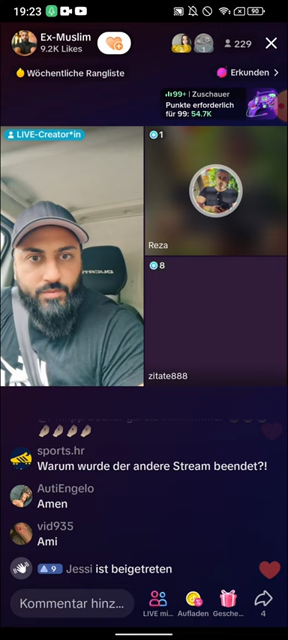 19:23
90
Ex-Muslim
9.2K Likes
1
229
Wöchentliche Rangliste
Erkunden
99+ | Zuschauer
Punkte erforderlich
für 99: 54.7K
LIVE-Creator*in
1
Reza
8
zitate888
sports.hr
Warum wurde der andere Stream beendet?!
AutiEngelo
Amen
vid935
Ami
9 Jessi ist beigetreten
Kommentar hinz...
LIVE mi...
Aufladen
Gesche...
4